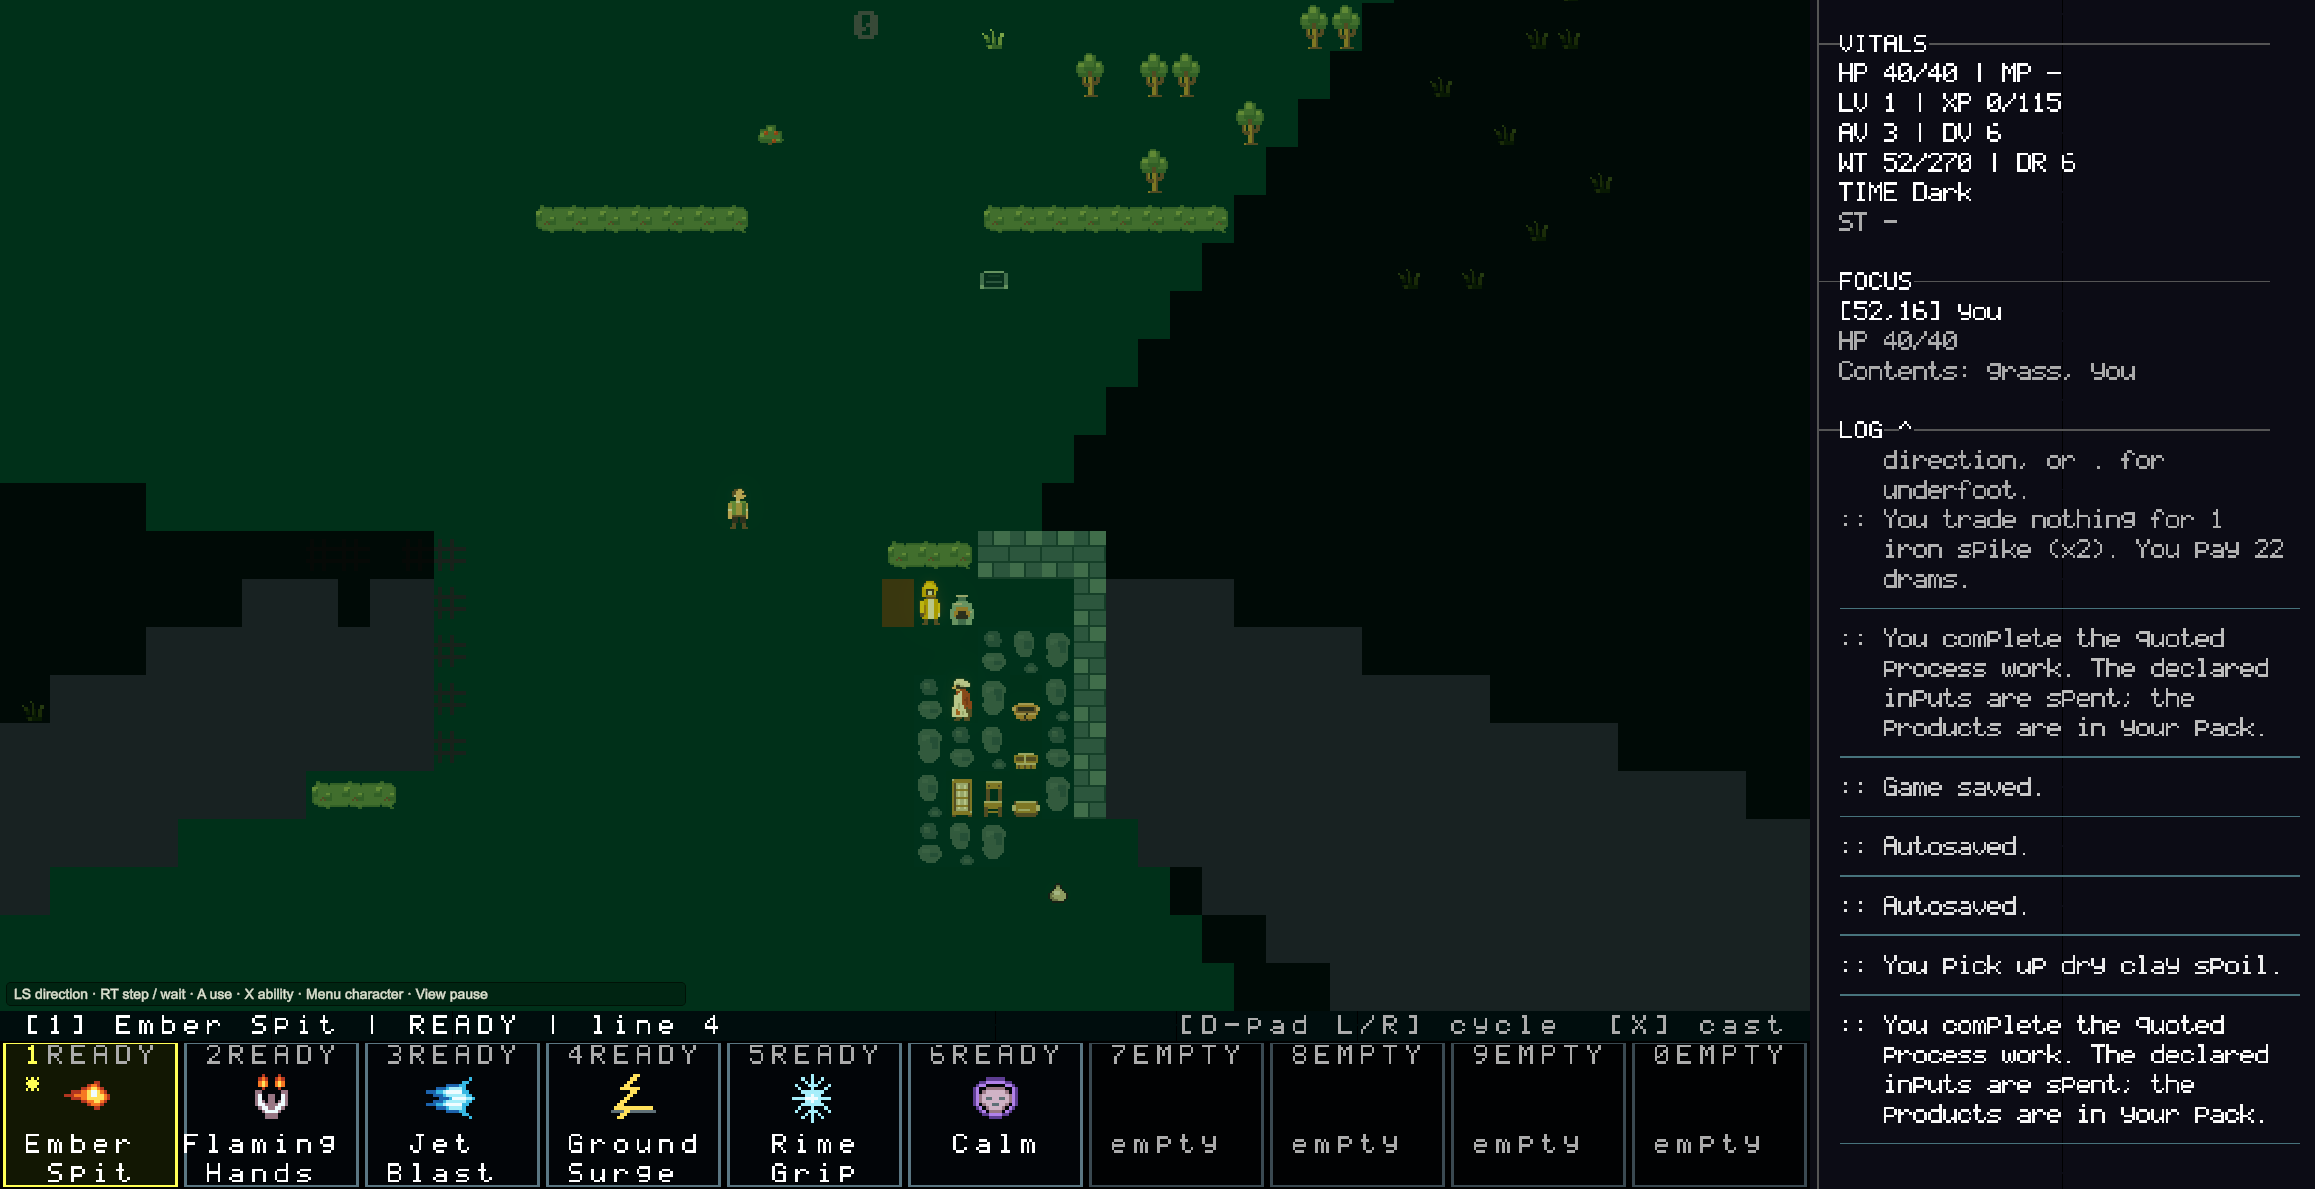 VITALS
HP 40/40 | MP -
LV 1 | XP 0/115
AV 3 | DV 6
WT 52/270 | DR 6
TIME Dark
ST -
FOCUS
[52,16] you
HP 40/40
Contents: grass, you
LOG ^
direction, or . for
underfoot.
:: You trade nothing for 1
iron spike (x2). You pay 22
drams.
:: You complete the quoted
process work. The declared
inputs are spent; the
products are in your pack.
:: Game saved.
:: Autosaved.
:: Autosaved.
:: You pick up dry clay spoil.
:: You complete the quoted
process work. The declared
inputs are spent; the
products are in your pack.
LS direction · RT step / wait · A use · X ability · Menu character · View pause
[1] Ember Spit | READY | line 4
[D-pad L/R] cycle [X] cast
1READY 2READY 3READY 4READY 5READY 6READY 7EMPTY 8EMPTY 9EMPTY 0EMPTY
*
Ember Flaming Jet Ground Rime Calm empty empty empty empty
Spit Hands Blast Surge Grip